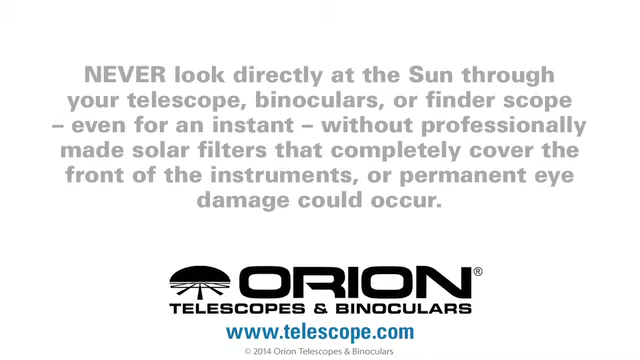 NEVER look directly at the Sun through
your telescope, binoculars, or finder scope
– even for an instant – without professionally
made solar filters that completely cover the
front of the instruments, or permanent eye
damage could occur.
ORION®
TELESCOPES & BINOCULARS
www.telescope.com
© 2014 Orion Telescopes & Binoculars